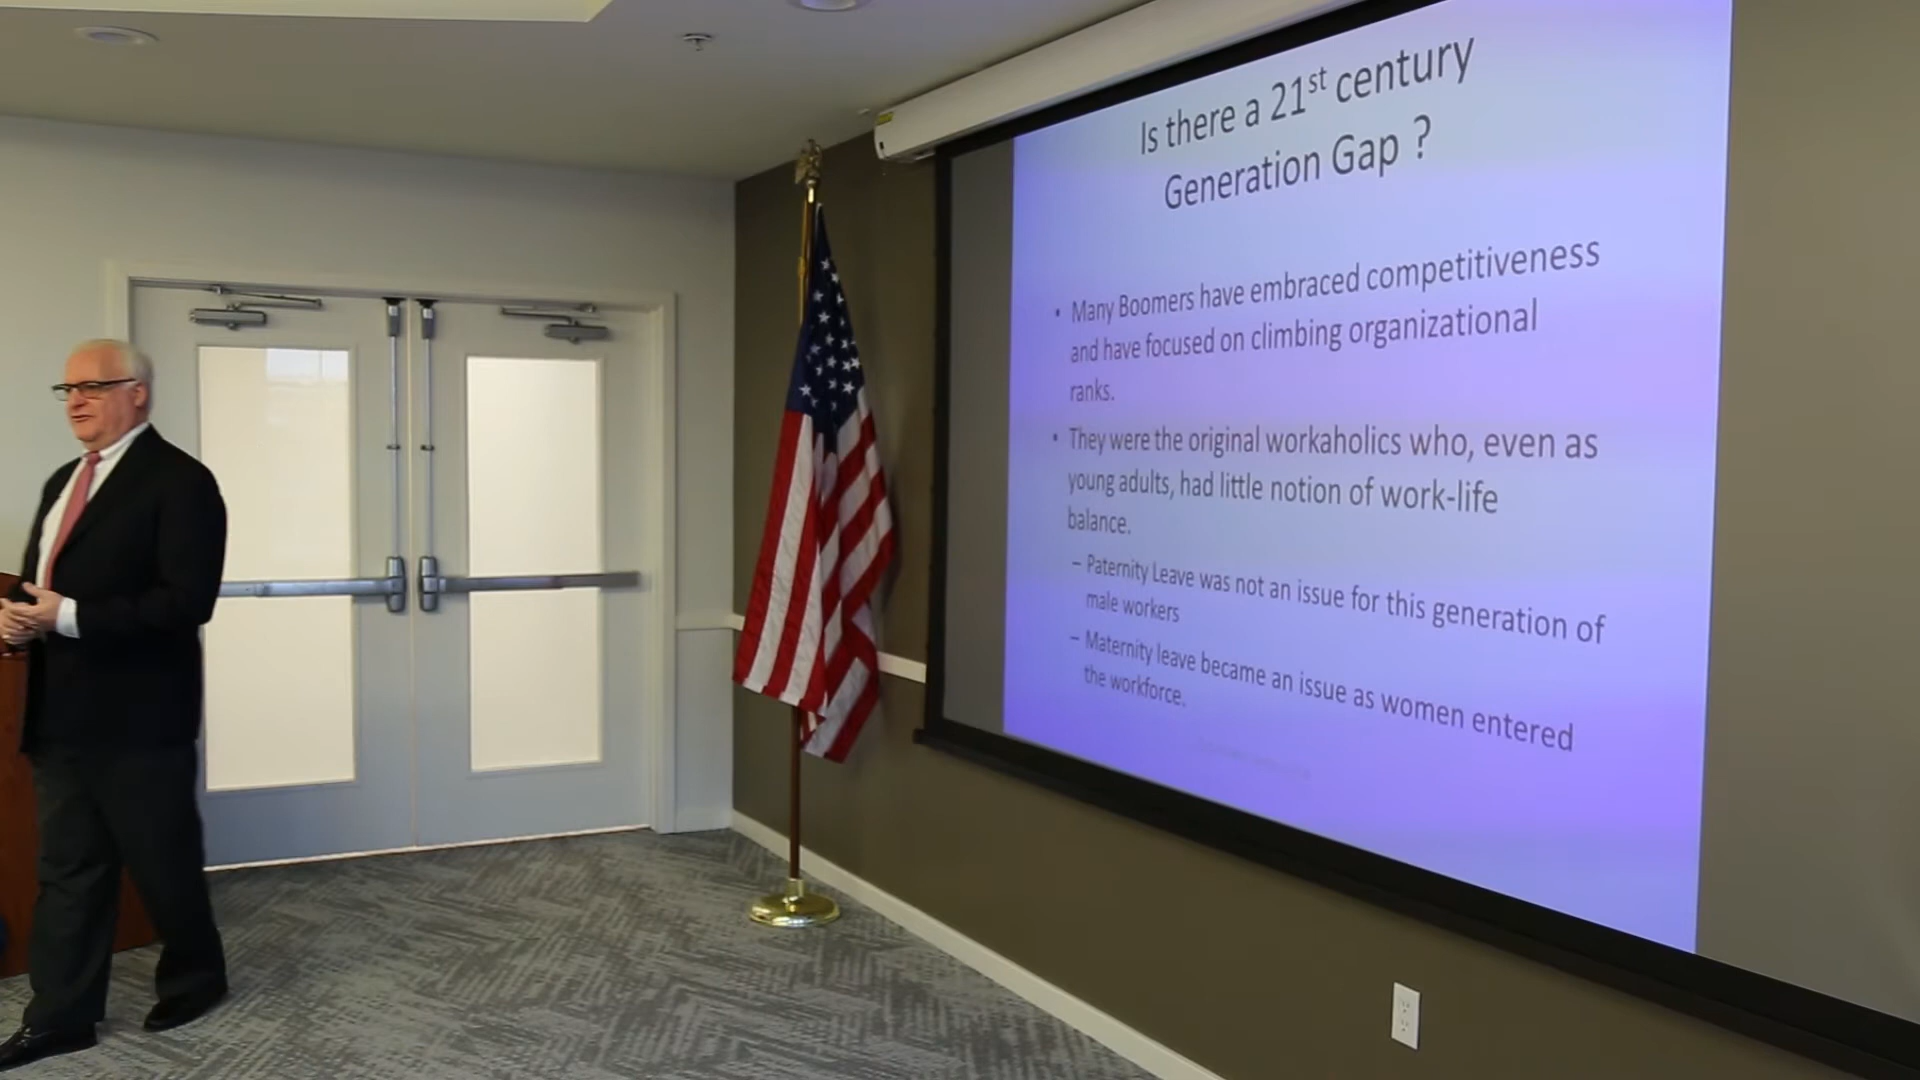 Is there a 21st century
Generation Gap ?
• Many Boomers have embraced competitiveness
and have focused on climbing organizational
ranks.
• They were the original workaholics who, even as
young adults, had little notion of work-life
balance.
– Paternity Leave was not an issue for this generation of
male workers
– Maternity leave became an issue as women entered
the workforce.